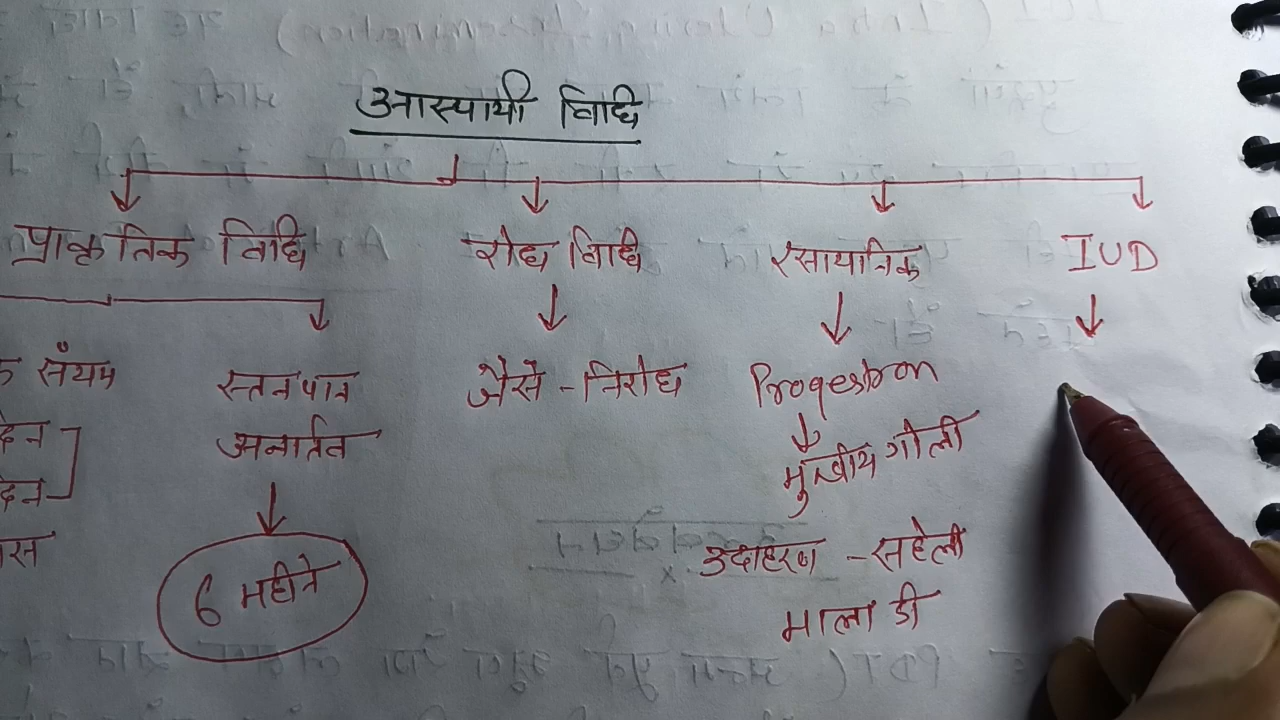 आस्थायी विधि
प्राकृतिक विधि रोध विधि रसायनिक IUD
संयम स्तनपान जैसे - निरोध Progestron
अनार्तव मुखीय गोली
उदाहरण - सहेली
6 महीने माला डी